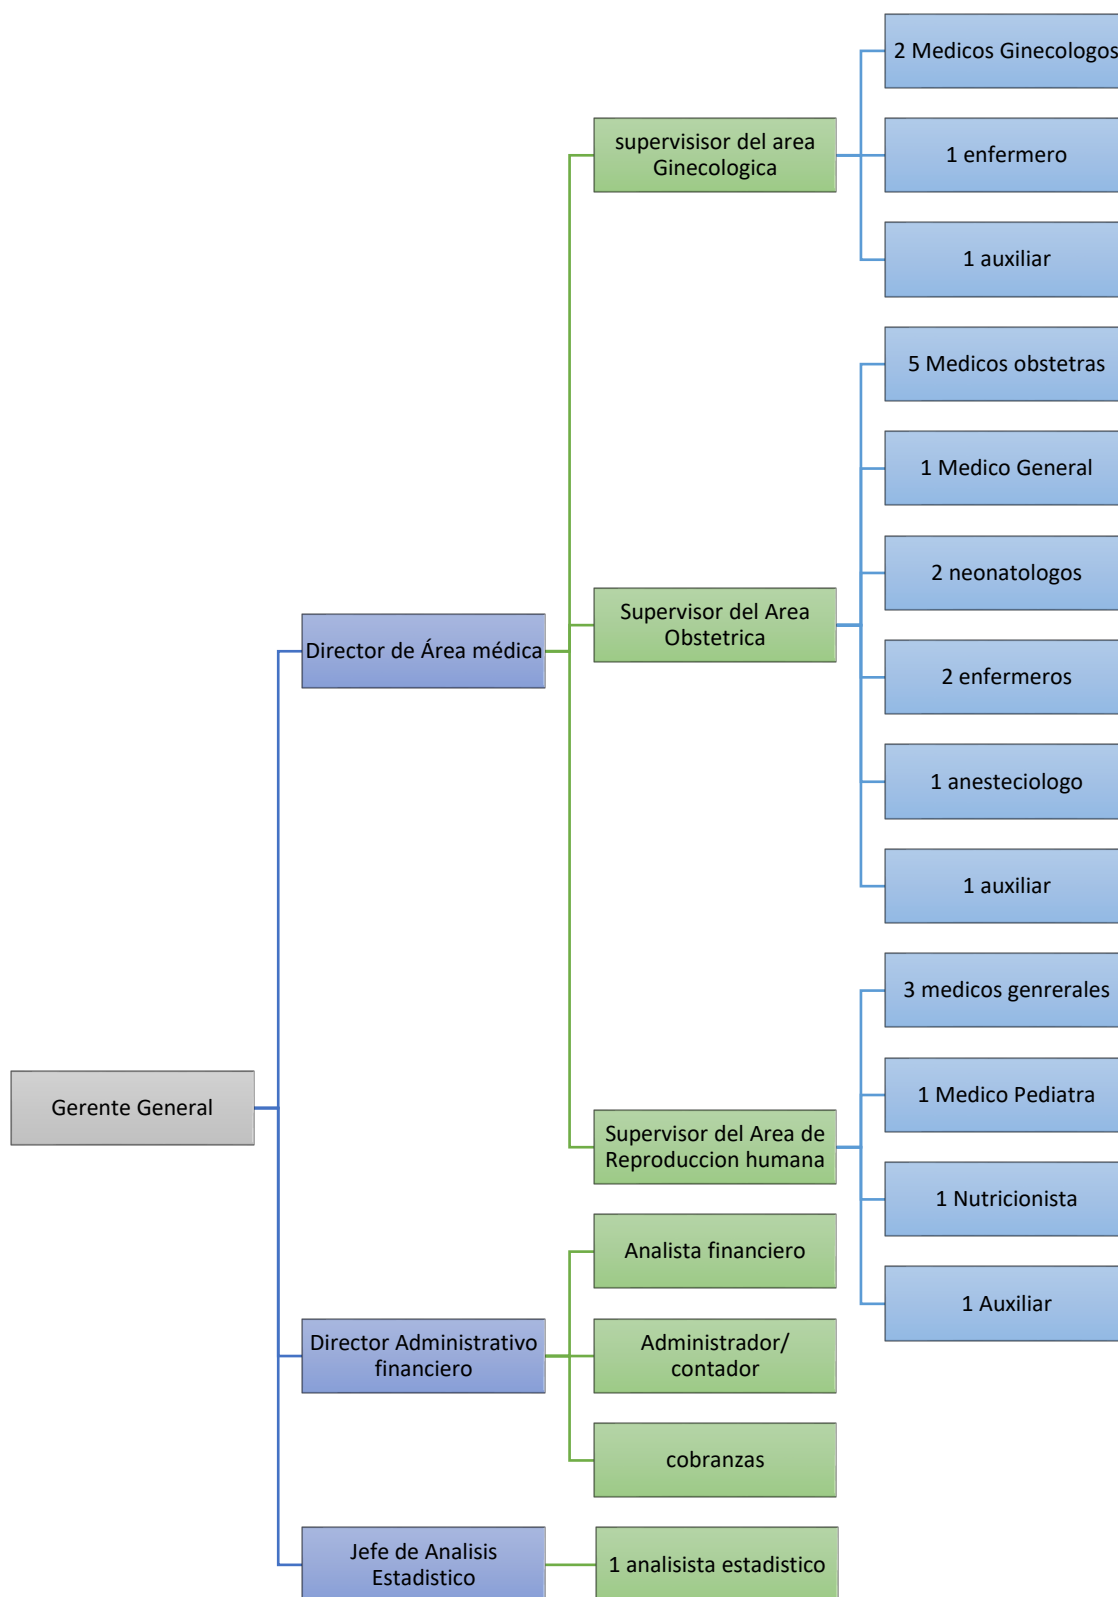 Gerente General
Director de Área médica
supervisisor del area
Ginecologica
2 Medicos Ginecologos
1 enfermero
1 auxiliar
Supervisor del Area
Obstetrica
5 Medicos obstetras
1 Medico General
2 neonatologos
2 enfermeros
1 anesteciologo
1 auxiliar
Supervisor del Area de
Reproduccion humana
3 medicos genrerales
1 Medico Pediatra
1 Nutricionista
1 Auxiliar
Director Administrativo
financiero
Analista financiero
Administrador/
contador
cobranzas
Jefe de Analisis
Estadistico
1 analisista estadistico